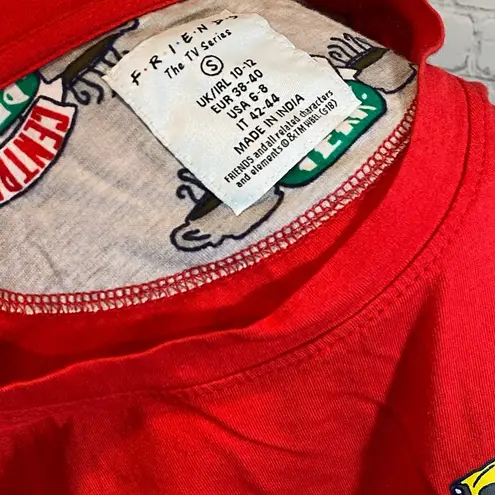 F·R·I·E·N·D
The TV Series
S
UK/IRL 10-12
EUR 38-40
USA 6-8
IT 42-44
MADE IN INDIA
FRIENDS and all related characters
and elements © & TM WBEI. (s18)
CENTR